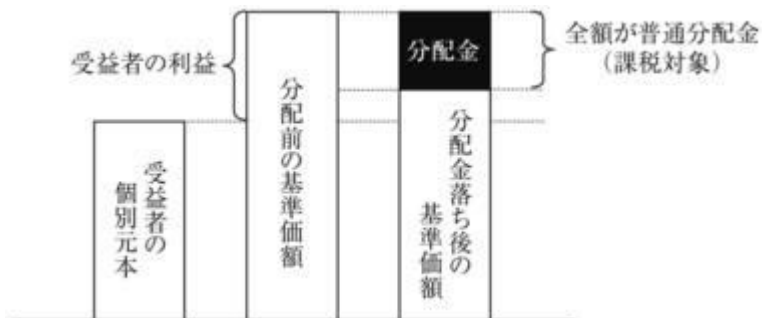 受益者の利益
分配金
全額が普通分配金
(課税対象)
受益者の
個別元本
分配前の基準価額
分配金落ち後の
基準価額